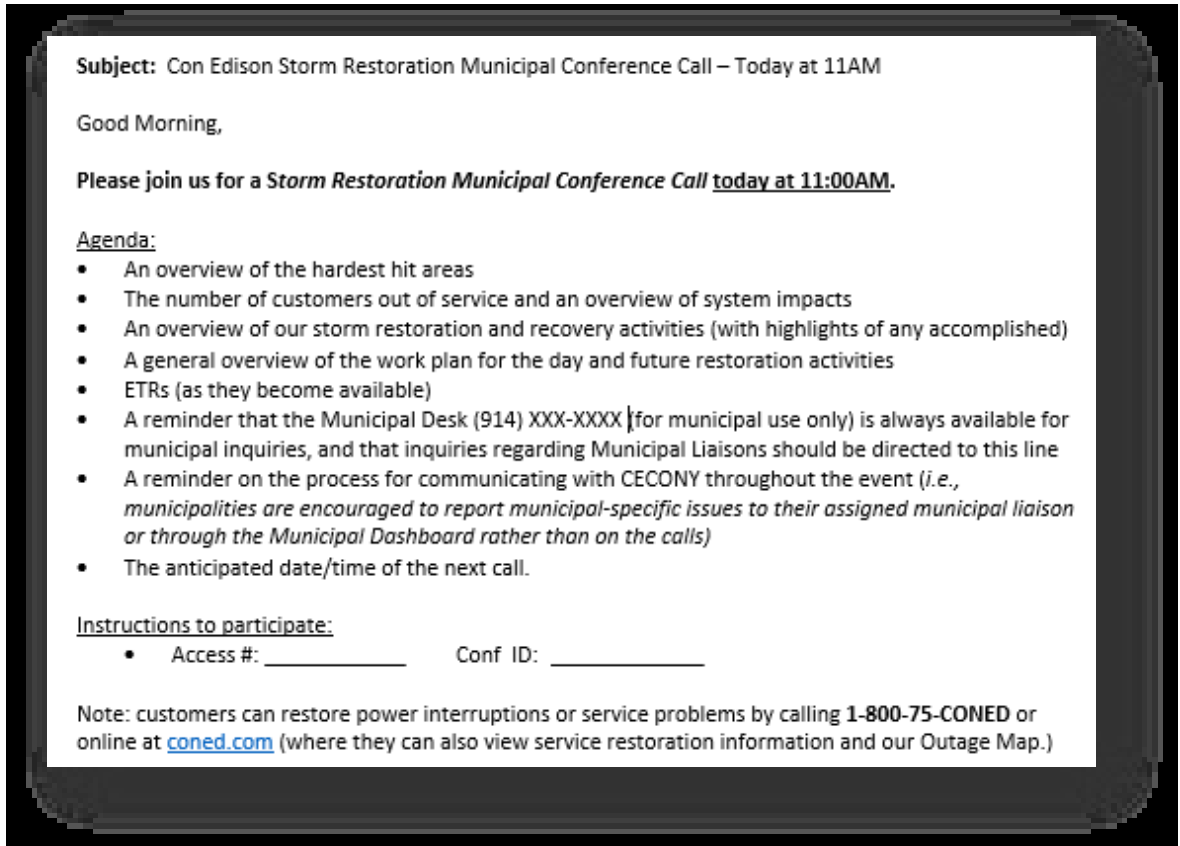 Subject: Con Edison Storm Restoration Municipal Conference Call – Today at 11AM
Good Morning,
Please join us for a Storm Restoration Municipal Conference Call today at 11:00AM.
Agenda:
• An overview of the hardest hit areas
• The number of customers out of service and an overview of system impacts
• An overview of our storm restoration and recovery activities (with highlights of any accomplished)
• A general overview of the work plan for the day and future restoration activities
• ETRs (as they become available)
• A reminder that the Municipal Desk (914) XXX-XXXX (for municipal use only) is always available for
municipal inquiries, and that inquiries regarding Municipal Liaisons should be directed to this line
• A reminder on the process for communicating with CECONY throughout the event (i.e.,
municipalities are encouraged to report municipal-specific issues to their assigned municipal liaison
or through the Municipal Dashboard rather than on the calls)
• The anticipated date/time of the next call.
Instructions to participate:
• Access #: ____________ Conf ID: _____________
Note: customers can restore power interruptions or service problems by calling 1-800-75-CONED or
online at coned.com (where they can also view service restoration information and our Outage Map.)